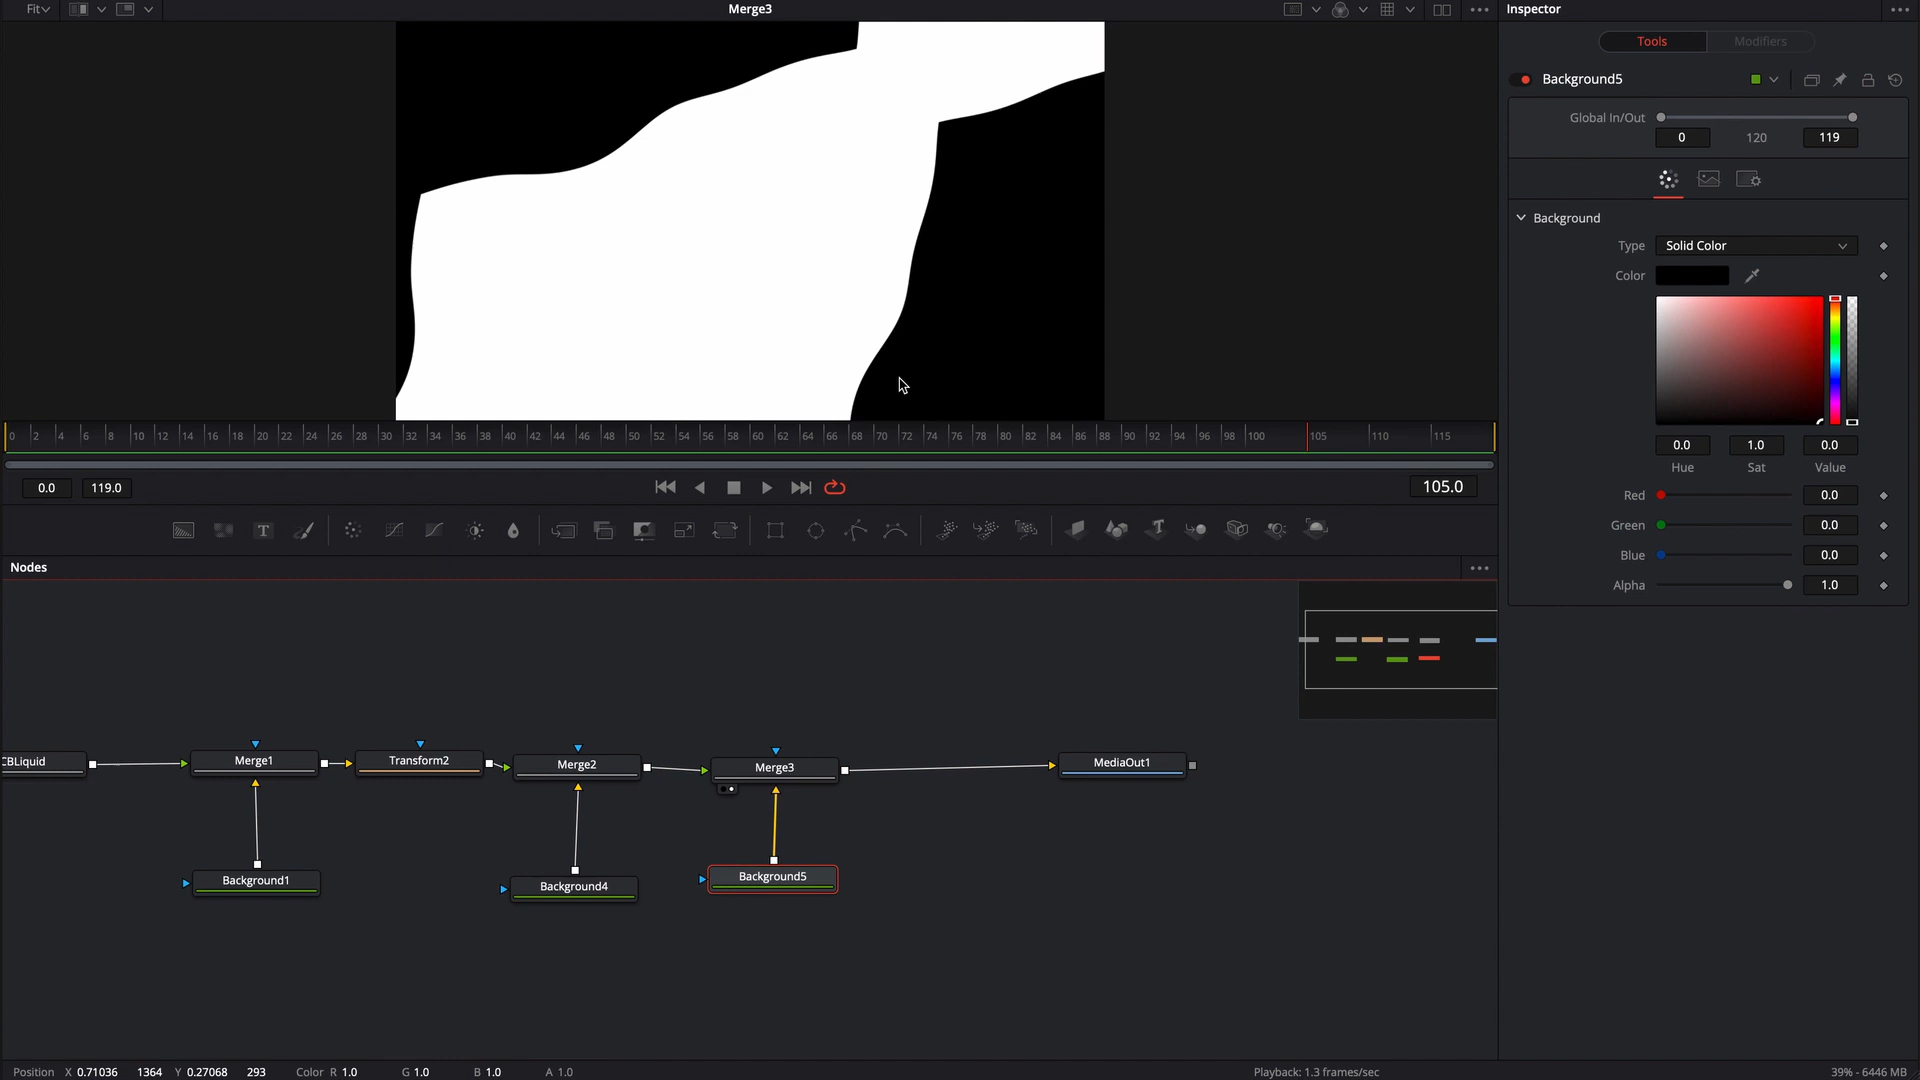 Fit
Merge3
Inspector
Tools
Modifiers
Background5
Global In/Out
0
120
119
Background
Type
Solid Color
Color
0.0
1.0
0.0
Hue
Sat
Value
Red
0.0
Green
0.0
Blue
0.0
Alpha
1.0
0 2 4 6 8 10 12 14 16 18 20 22 24 26 28 30 32 34 36 38 40 42 44 46 48 50 52 54 56 58 60 62 64 66 68 70 72 74 76 78 80 82 84 86 88 90 92 94 96 98 100 105 110 115
0.0
119.0
105.0
Nodes
CBLiquid
Merge1
Transform2
Merge2
Merge3
MediaOut1
Background1
Background4
Background5
Position X 0.71036 1364 Y 0.27068 293 Color R 1.0 G 1.0 B 1.0 A 1.0
Playback: 1.3 frames/sec
39% - 6446 MB